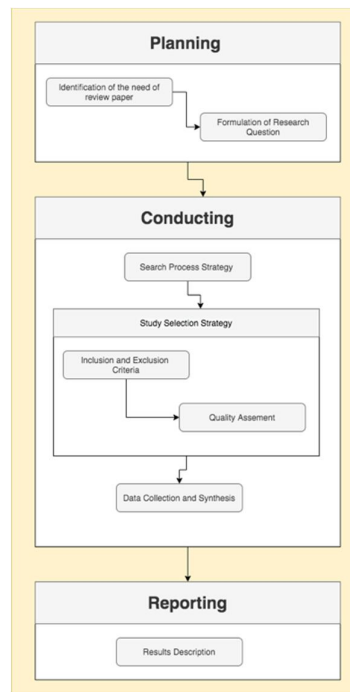 Planning
Identification of the need of
review paper
Formulation of Research
Question
Conducting
Search Process Strategy
Study Selection Strategy
Inclusion and Exclusion
Criteria
Quality Assement
Data Collection and Synthesis
Reporting
Results Description